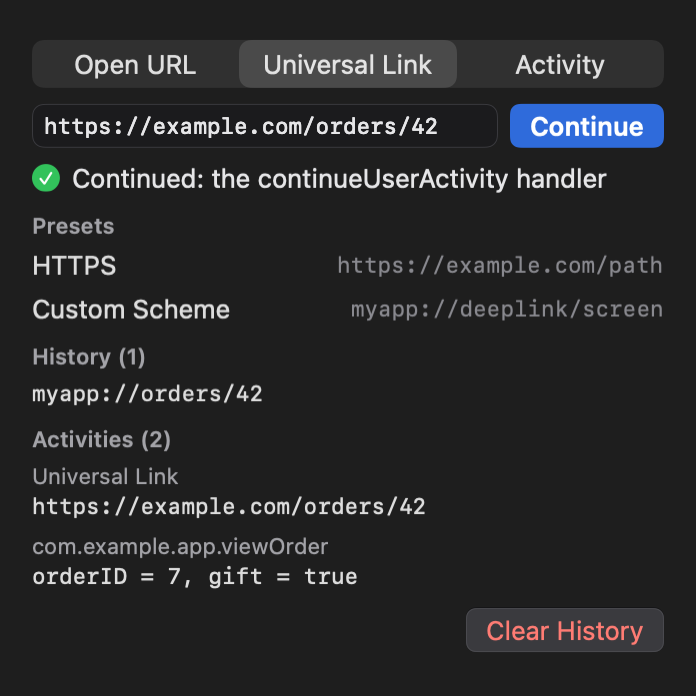 Open URL Universal Link Activity
https://example.com/orders/42 Continue
Continued: the continueUserActivity handler
Presets
HTTPS https://example.com/path
Custom Scheme myapp://deeplink/screen
History (1)
myapp://orders/42
Activities (2)
Universal Link
https://example.com/orders/42
com.example.app.viewOrder
orderID = 7, gift = true
Clear History